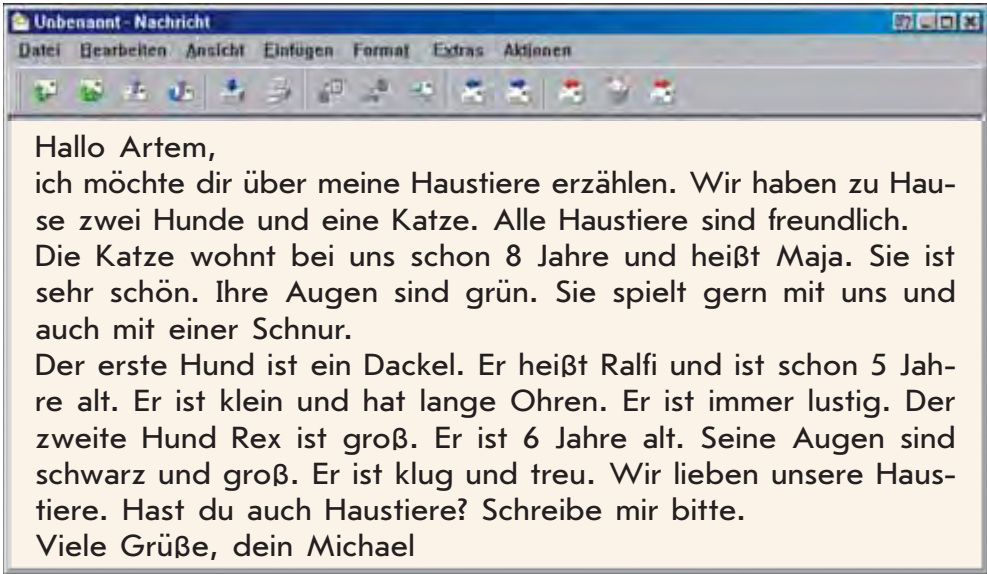 Unbenannt - Nachricht
Datei Bearbeiten Ansicht Einfügen Format Extras Aktionen
Hallo Artem,
ich möchte dir über meine Haustiere erzählen. Wir haben zu Hau-
se zwei Hunde und eine Katze. Alle Haustiere sind freundlich.
Die Katze wohnt bei uns schon 8 Jahre und heißt Maja. Sie ist
sehr schön. Ihre Augen sind grün. Sie spielt gern mit uns und
auch mit einer Schnur.
Der erste Hund ist ein Dackel. Er heißt Ralfi und ist schon 5 Jah-
re alt. Er ist klein und hat lange Ohren. Er ist immer lustig. Der
zweite Hund Rex ist groß. Er ist 6 Jahre alt. Seine Augen sind
schwarz und groß. Er ist klug und treu. Wir lieben unsere Haus-
tiere. Hast du auch Haustiere? Schreibe mir bitte.
Viele Grüße, dein Michael